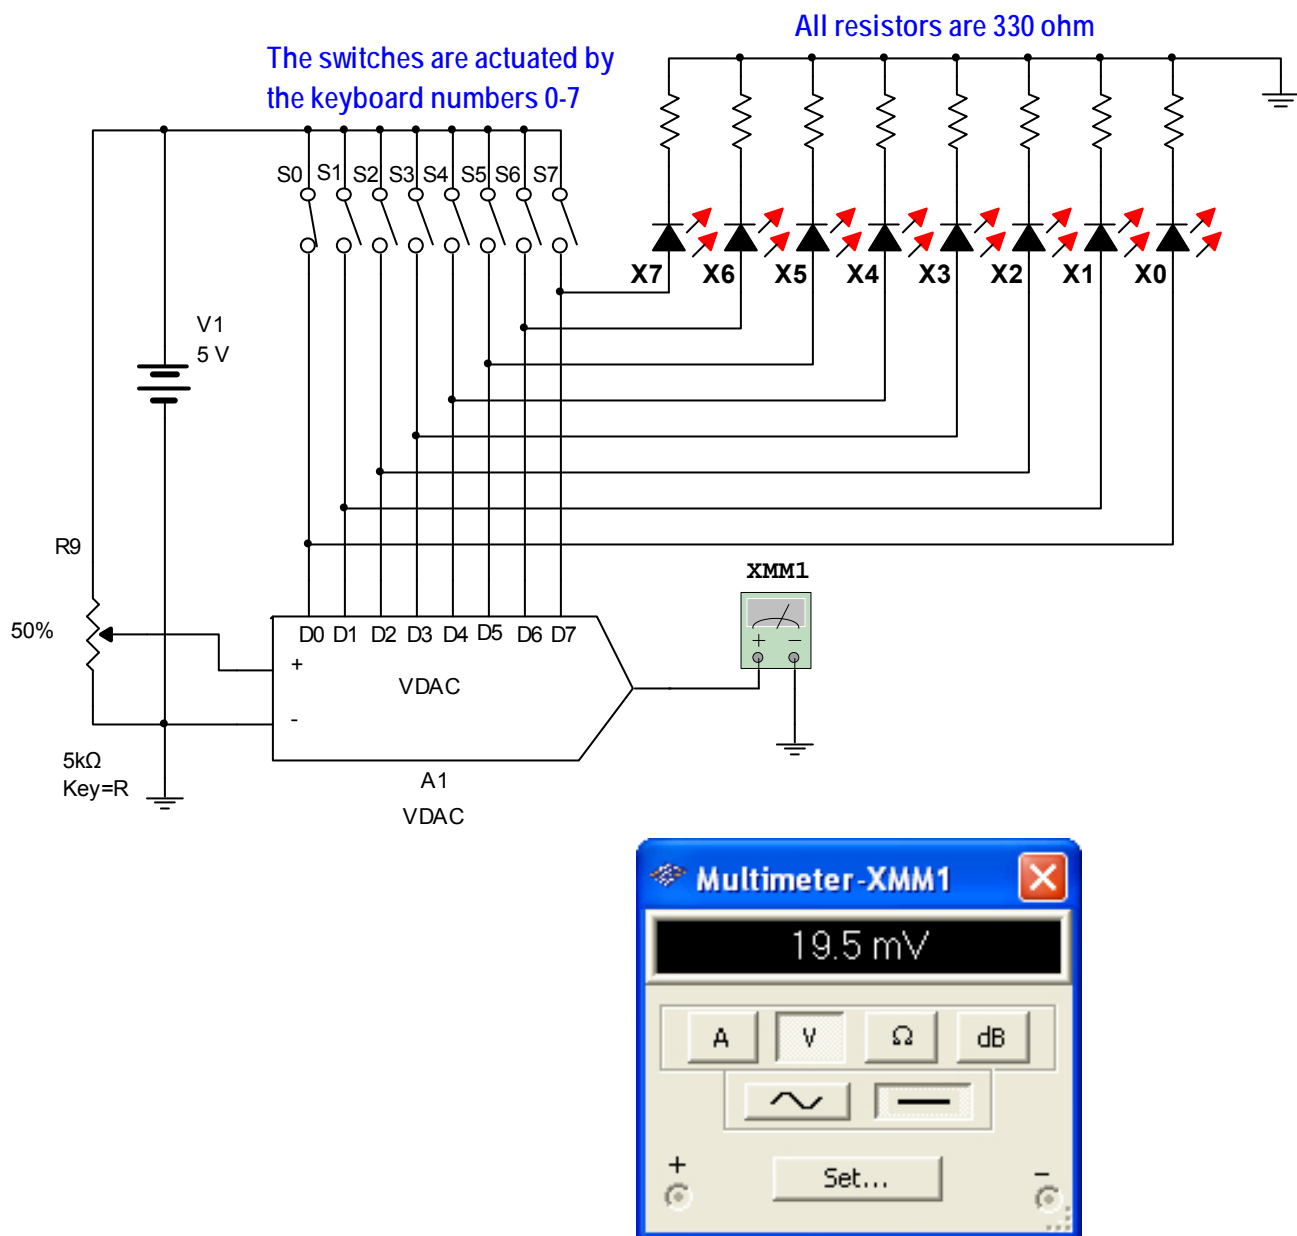 All resistors are 330 ohm
The switches are actuated by
the keyboard numbers 0-7
S0 S1 S2 S3 S4 S5 S6 S7
X7 X6 X5 X4 X3 X2 X1 X0
V1
5 V
R9
50%
5kΩ
Key=R
D0 D1 D2 D3 D4 D5 D6 D7
+
VDAC
-
A1
VDAC
XMM1
+ −
Multimeter-XMM1
19.5 mV
A V Ω dB
+ Set... −